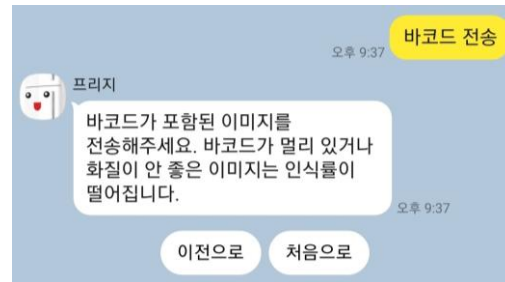 바코드 전송
오후 9:37
프리지
바코드가 포함된 이미지를
전송해주세요. 바코드가 멀리 있거나
화질이 안 좋은 이미지는 인식률이
떨어집니다.
오후 9:37
이전으로
처음으로